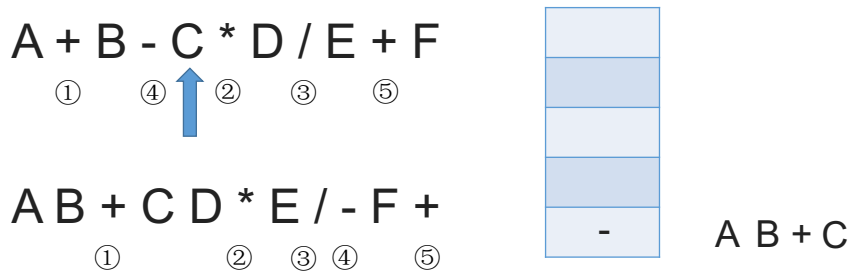 A + B - C * D / E + F
① ④ ② ③ ⑤
A B + C D * E / - F +
① ② ③ ④ ⑤
-
A B + C